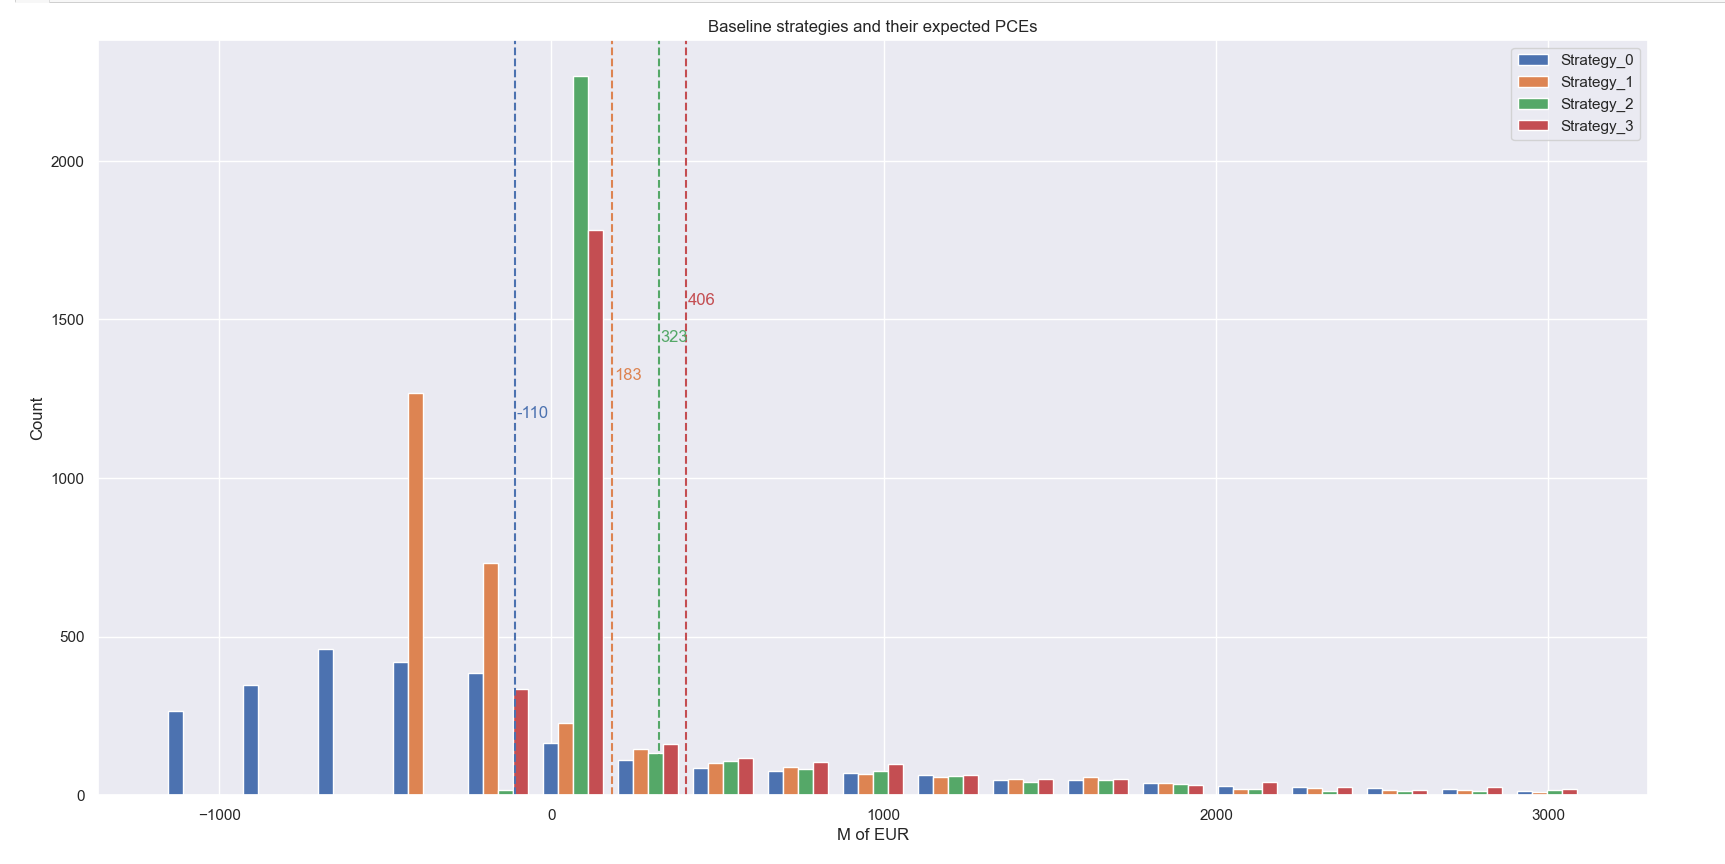 Baseline strategies and their expected PCEs
Strategy_0
Strategy_1
Strategy_2
Strategy_3
2000
1500
1000
500
0
Count
406
323
183
-110
−1000
0
1000
2000
3000
M of EUR